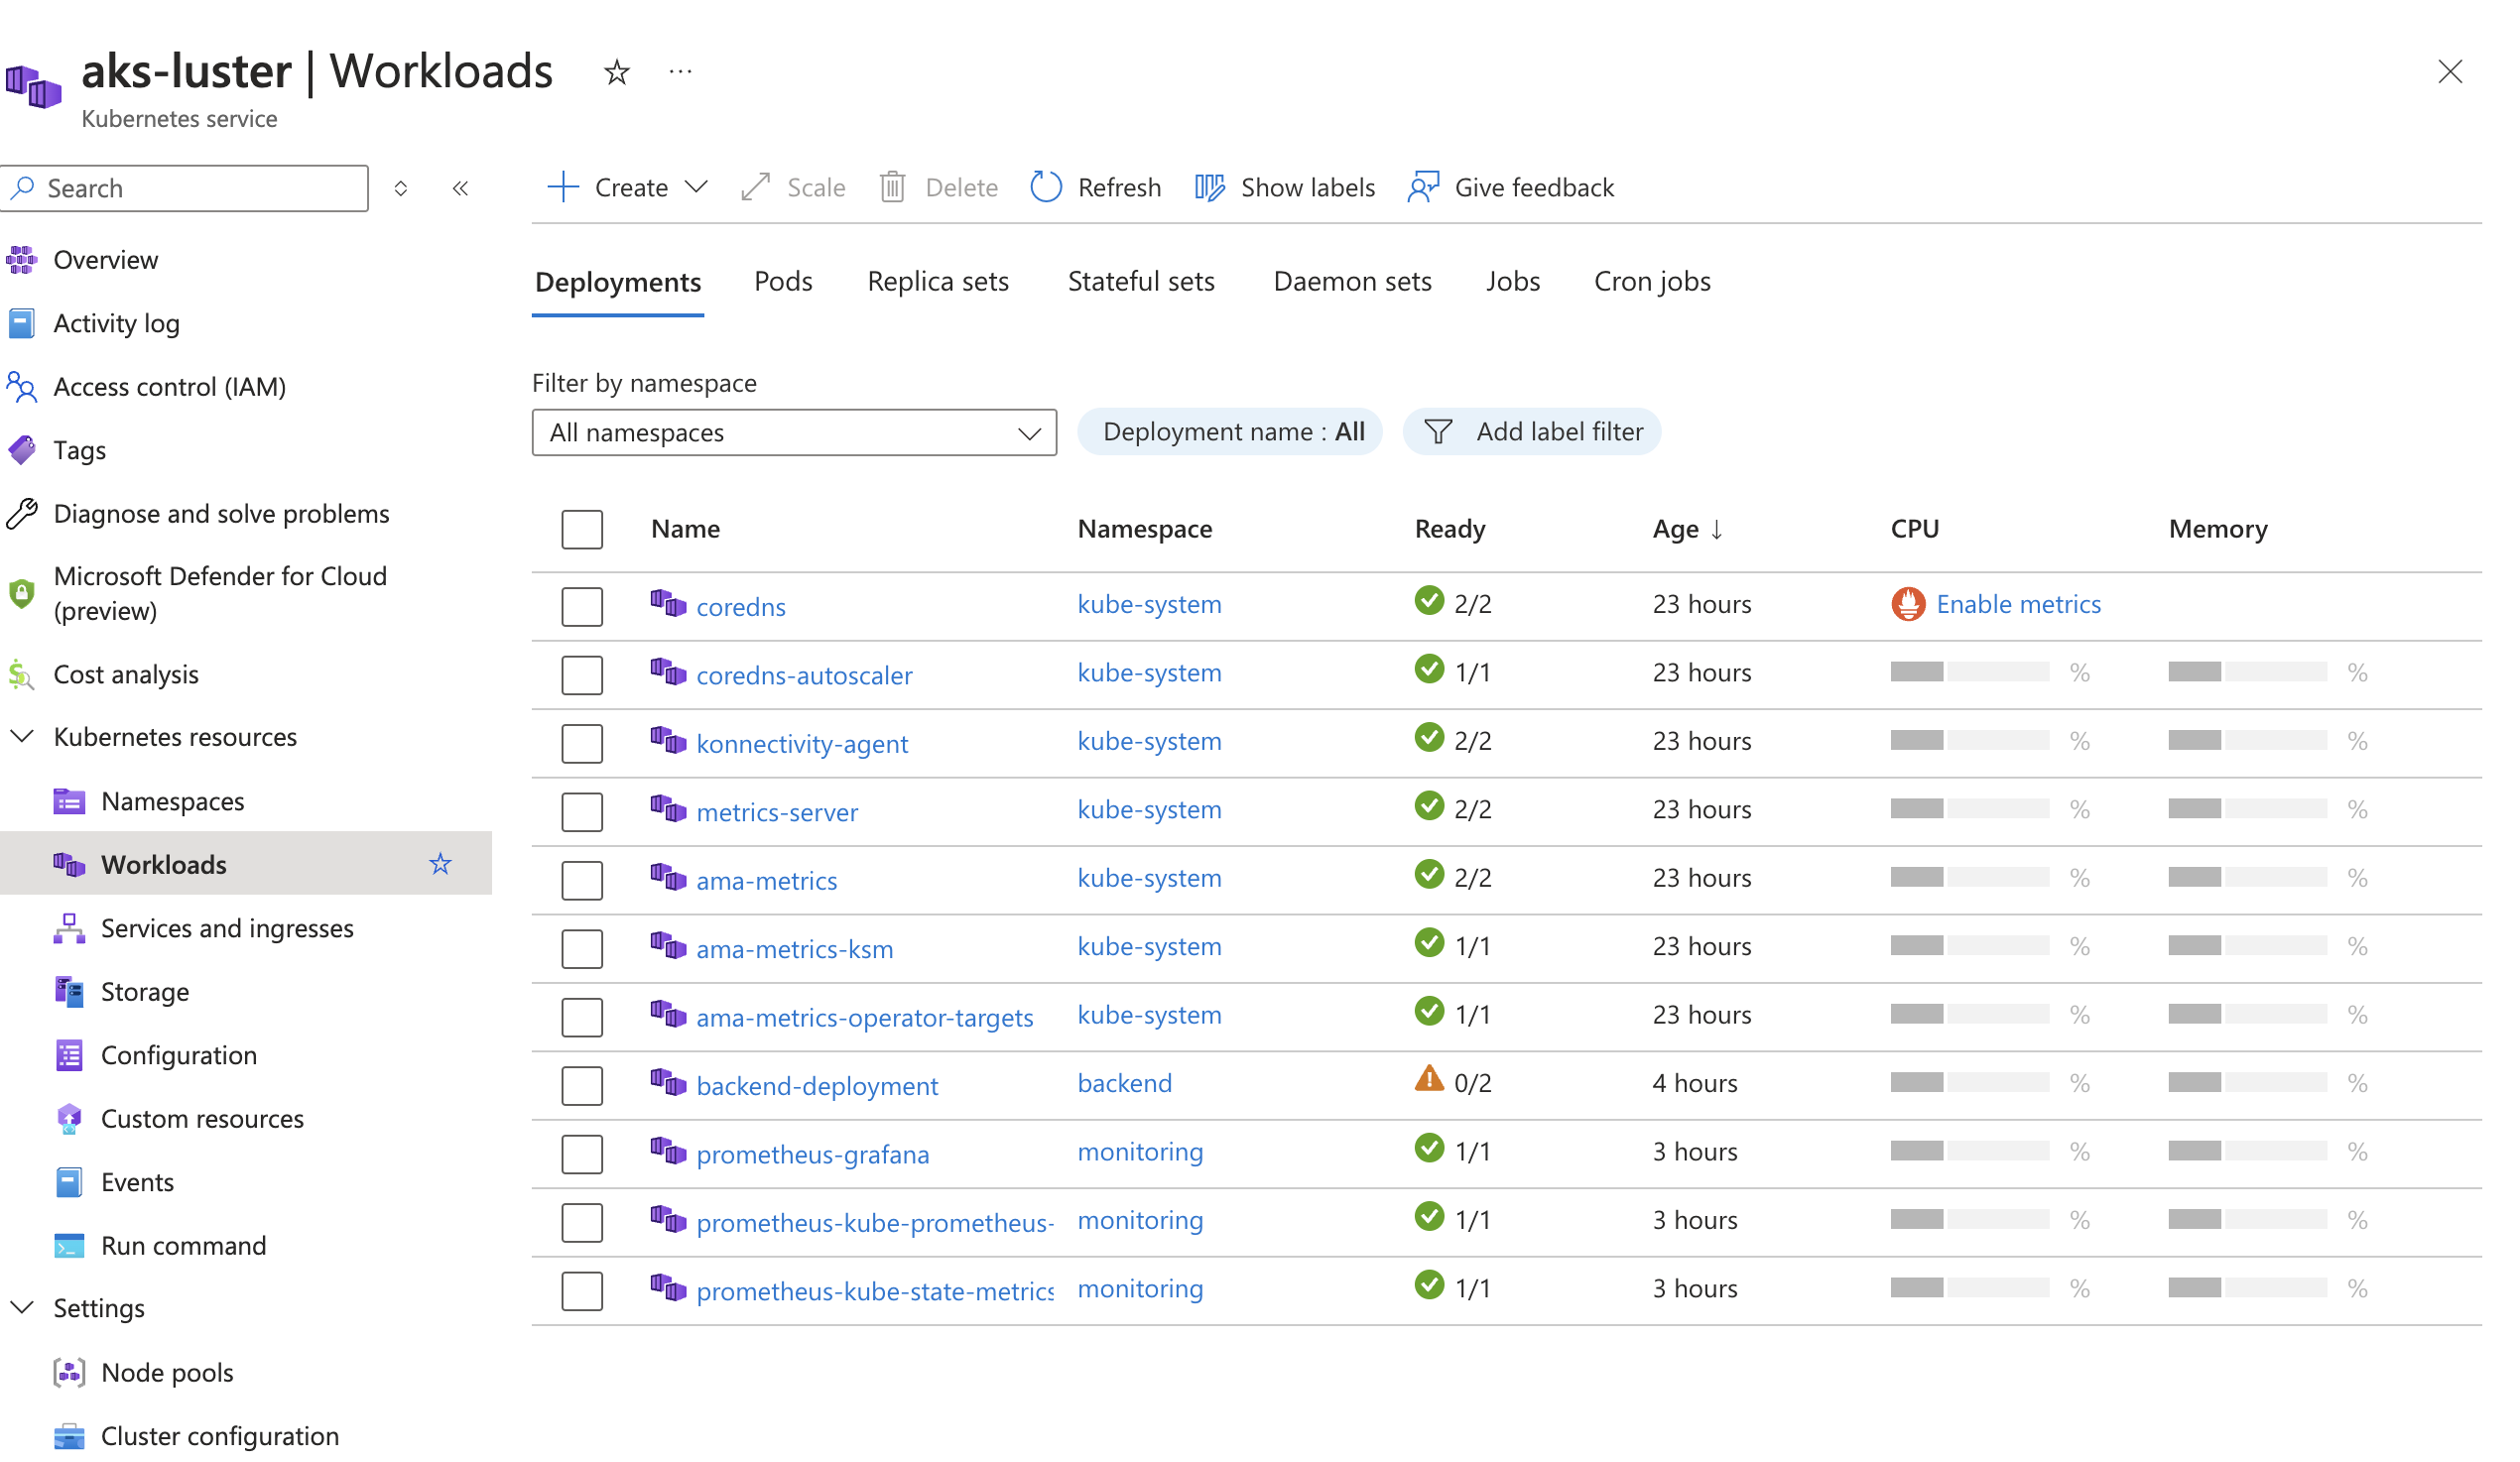 aks-luster | Workloads
Kubernetes service
Search
Create
Scale
Delete
Refresh
Show labels
Give feedback
Overview
Activity log
Access control (IAM)
Tags
Diagnose and solve problems
Microsoft Defender for Cloud
(preview)
Cost analysis
Kubernetes resources
Namespaces
Workloads
Services and ingresses
Storage
Configuration
Custom resources
Events
Run command
Settings
Node pools
Cluster configuration
Deployments Pods Replica sets Stateful sets Daemon sets Jobs Cron jobs
Filter by namespace
All namespaces
Deployment name : All
Add label filter
Name Namespace Ready Age ↓ CPU Memory
coredns kube-system 2/2 23 hours Enable metrics
coredns-autoscaler kube-system 1/1 23 hours % %
konnectivity-agent kube-system 2/2 23 hours % %
metrics-server kube-system 2/2 23 hours % %
ama-metrics kube-system 2/2 23 hours % %
ama-metrics-ksm kube-system 1/1 23 hours % %
ama-metrics-operator-targets kube-system 1/1 23 hours % %
backend-deployment backend 0/2 4 hours % %
prometheus-grafana monitoring 1/1 3 hours % %
prometheus-kube-prometheus- monitoring 1/1 3 hours % %
prometheus-kube-state-metrics monitoring 1/1 3 hours % %